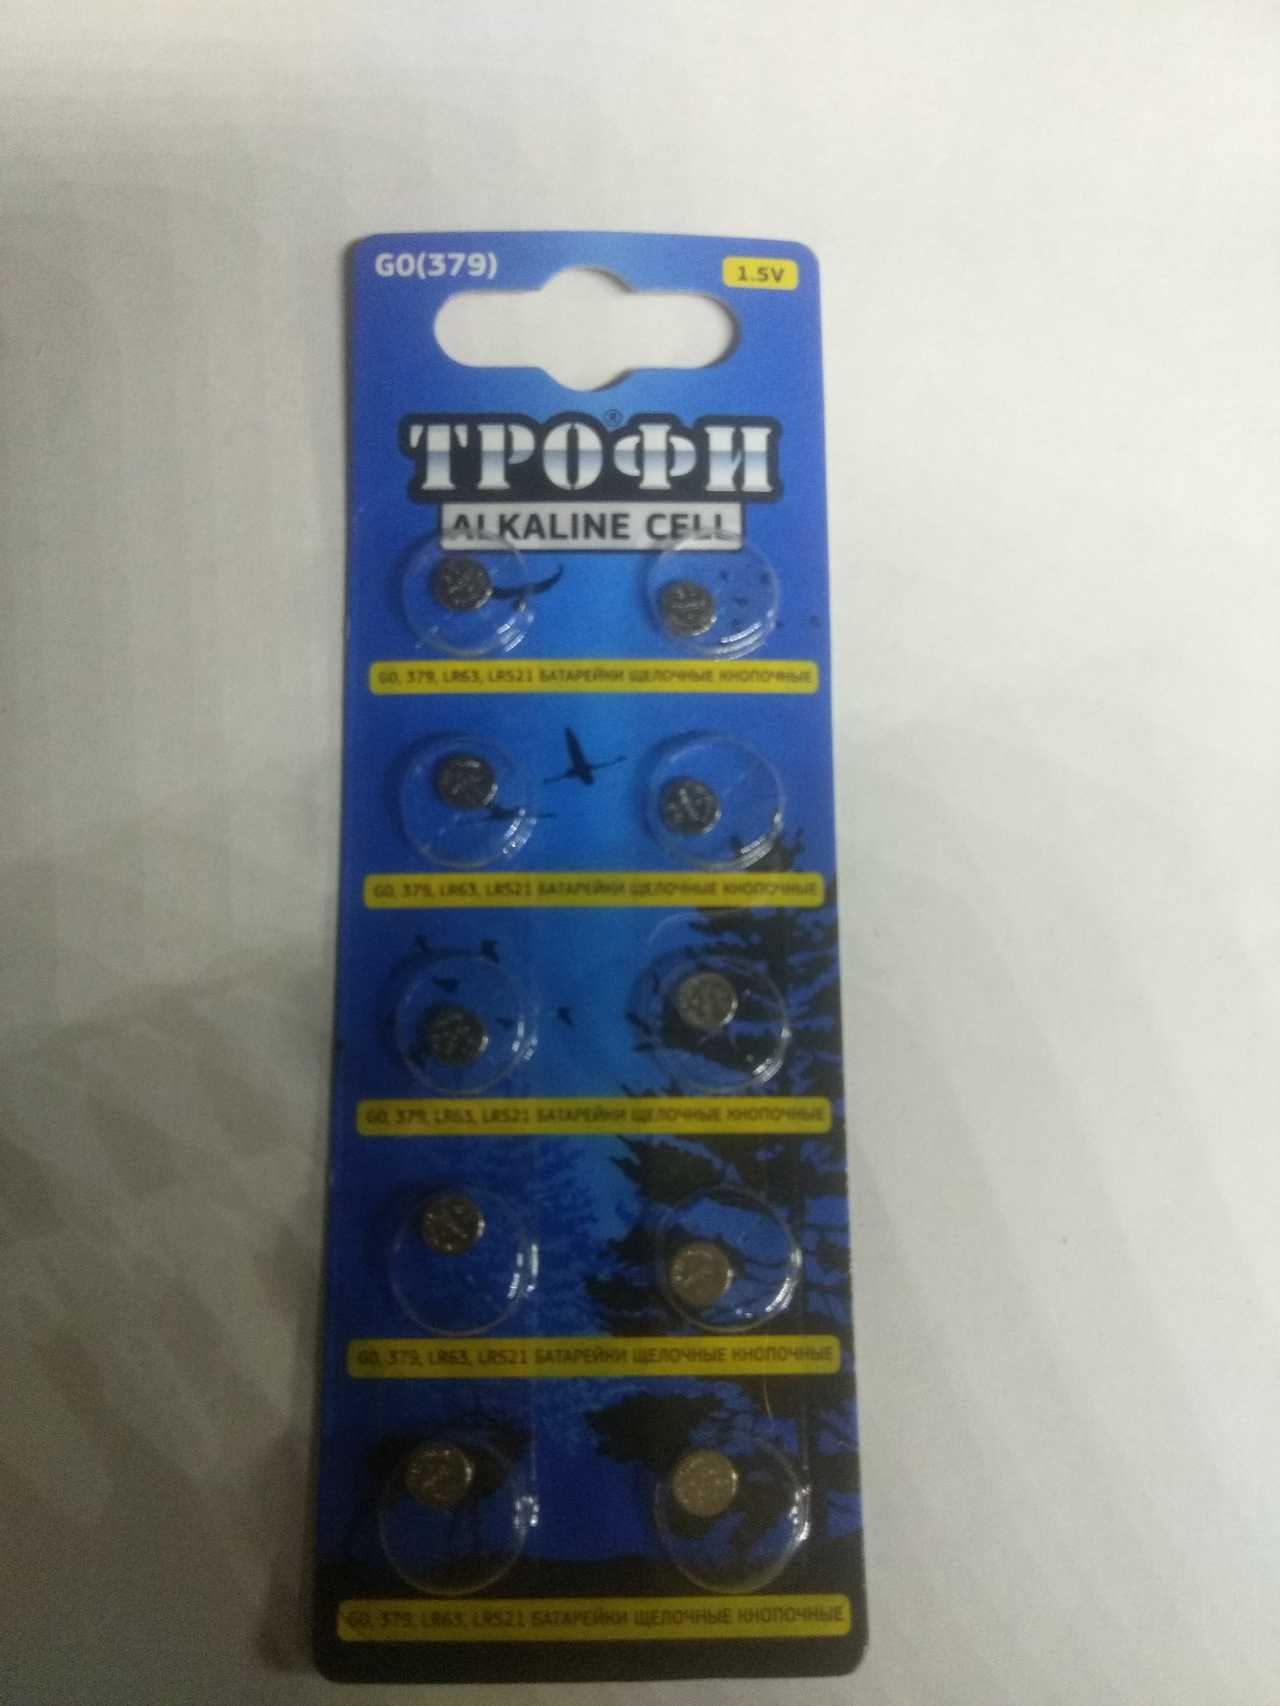 G0(379)
1.5V
ТРОФИ®
ALKALINE CELL
G0, 379, LR63, LR521 БАТАРЕЙКИ ЩЕЛОЧНЫЕ КНОПОЧНЫЕ
G0, 379, LR63, LR521 БАТАРЕЙКИ ЩЕЛОЧНЫЕ КНОПОЧНЫЕ
G0, 379, LR63, LR521 БАТАРЕЙКИ ЩЕЛОЧНЫЕ КНОПОЧНЫЕ
G0, 379, LR63, LR521 БАТАРЕЙКИ ЩЕЛОЧНЫЕ КНОПОЧНЫЕ
G0, 379, LR63, LR521 БАТАРЕЙКИ ЩЕЛОЧНЫЕ КНОПОЧНЫЕ